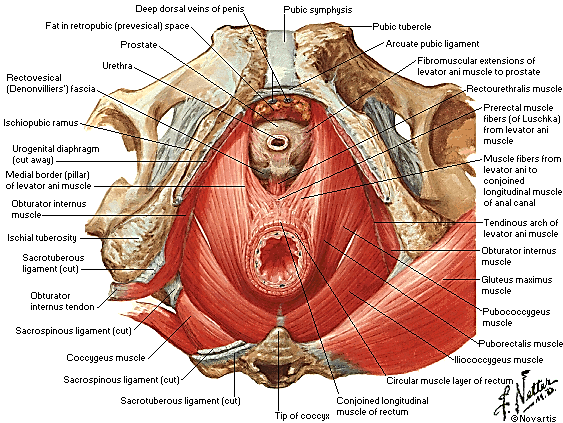 Deep dorsal veins of penis
Pubic symphysis
Fat in retropubic (prevesical) space
Pubic tubercle
Prostate
Arcuate pubic ligament
Urethra
Fibromuscular extensions of
levator ani muscle to prostate
Rectovesical
(Denonvilliers') fascia
Rectourethralis muscle
Ischiopubic ramus
Prerectal muscle
fibers (of Luschka)
from levator ani
muscle
Urogenital diaphragm
(cut away)
Muscle fibers from
levator ani to
conjoined
longitudinal muscle
of anal canal
Medial border (pillar)
of levator ani muscle
Obturator internus
muscle
Tendinous arch of
levator ani muscle
Ischial tuberosity
Obturator internus
muscle
Sacrotuberous
ligament (cut)
Gluteus maximus
muscle
Obturator
internus tendon
Pubococcygeus
muscle
Sacrospinous ligament (cut)
Puborectalis muscle
Coccygeus muscle
Iliococcygeus muscle
Sacrospinous ligament (cut)
Circular muscle layer of rectum
Sacrotuberous ligament (cut)
Conjoined longitudinal
muscle of rectum
Tip of coccyx
F. Netter
M.D.
© Novartis